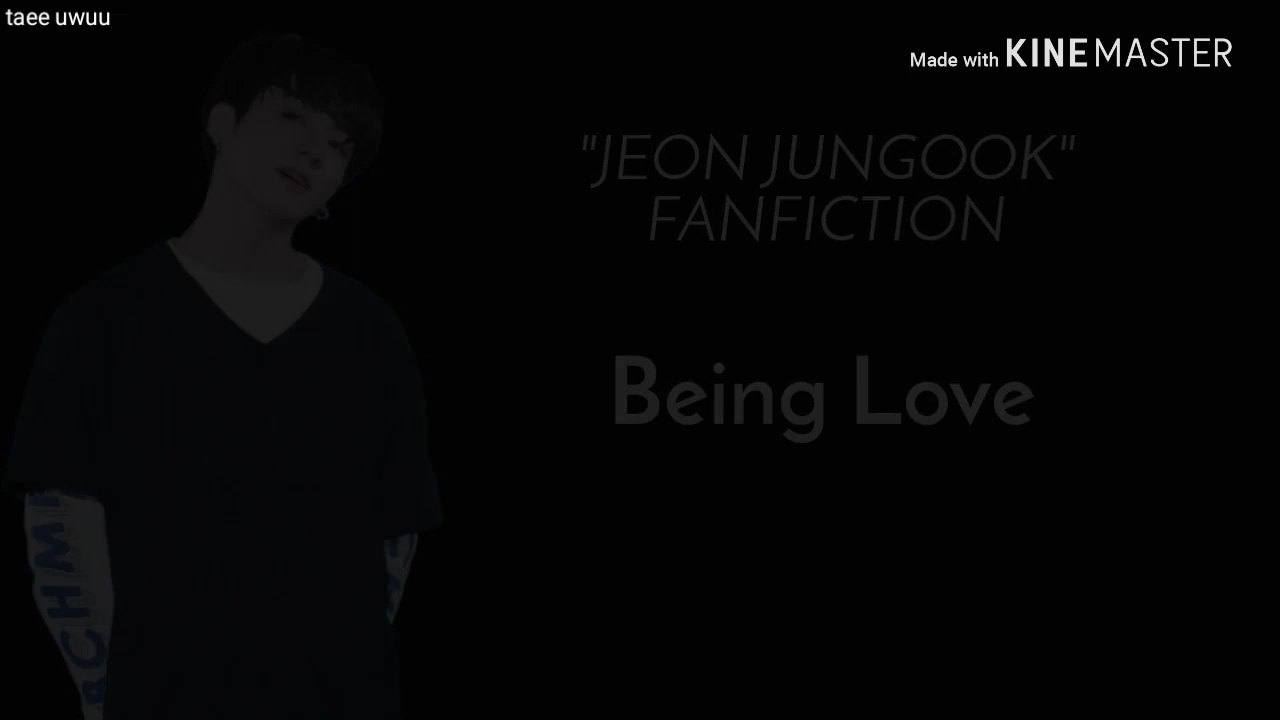 taee uwuu
Made with KINEMASTER
"JEON JUNGOOK"
FANFICTION
Being Love